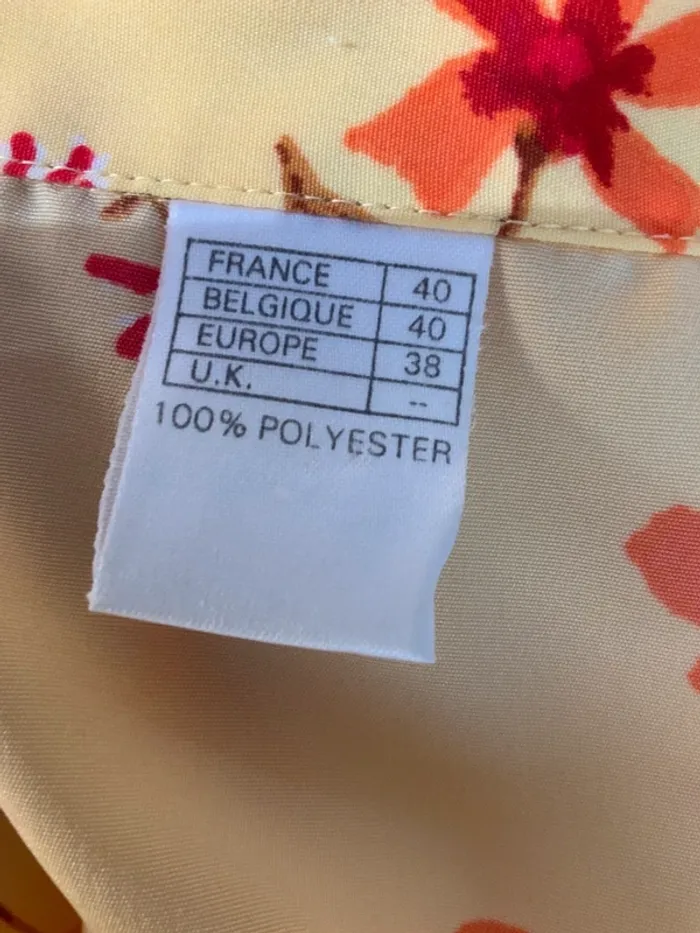 FRANCE 40
BELGIQUE 40
EUROPE 38
U.K. --
100% POLYESTER